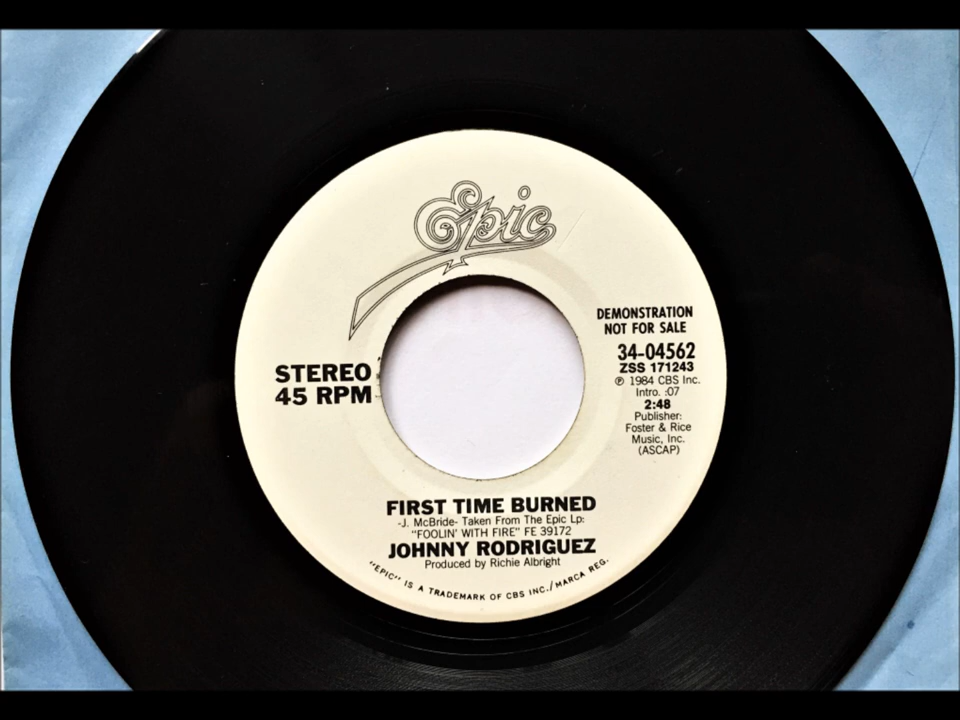 Epic
DEMONSTRATION
NOT FOR SALE
34-04562
ZSS 171243
℗ 1984 CBS Inc.
Intro. :07
2:48
Publisher:
Foster & Rice
Music, Inc.
(ASCAP)
STEREO
45 RPM
FIRST TIME BURNED
-J. McBride- Taken From The Epic Lp:
"FOOLIN' WITH FIRE" FE 39172
JOHNNY RODRIGUEZ
Produced by Richie Albright
"EPIC" IS A TRADEMARK OF CBS INC./MARCA REG.